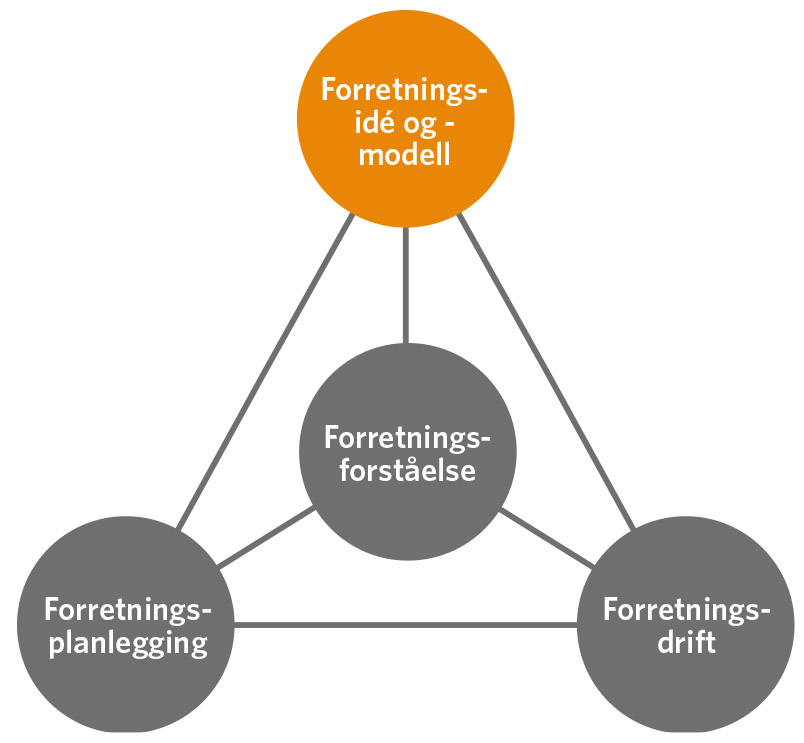 Forretnings-
idé og -
modell
Forretnings-
forståelse
Forretnings-
planlegging
Forretnings-
drift